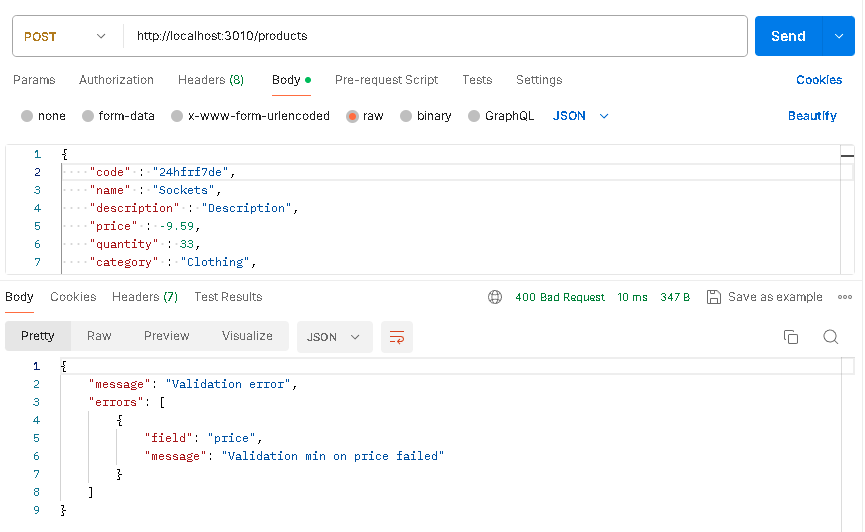 POST http://localhost:3010/products Send
Params Authorization Headers (8) Body Pre-request Script Tests Settings Cookies
none form-data x-www-form-urlencoded raw binary GraphQL JSON Beautify
1 {
2 "code" : "24hfrf7de",
3 "name" : "Sockets",
4 "description" : "Description",
5 "price" : -9.59,
6 "quantity" : 33,
7 "category" : "Clothing",
Body Cookies Headers (7) Test Results 400 Bad Request 10 ms 347 B Save as example
Pretty Raw Preview Visualize JSON
1 {
2 "message": "Validation error",
3 "errors": [
4 {
5 "field": "price",
6 "message": "Validation min on price failed"
7 }
8 ]
9 }